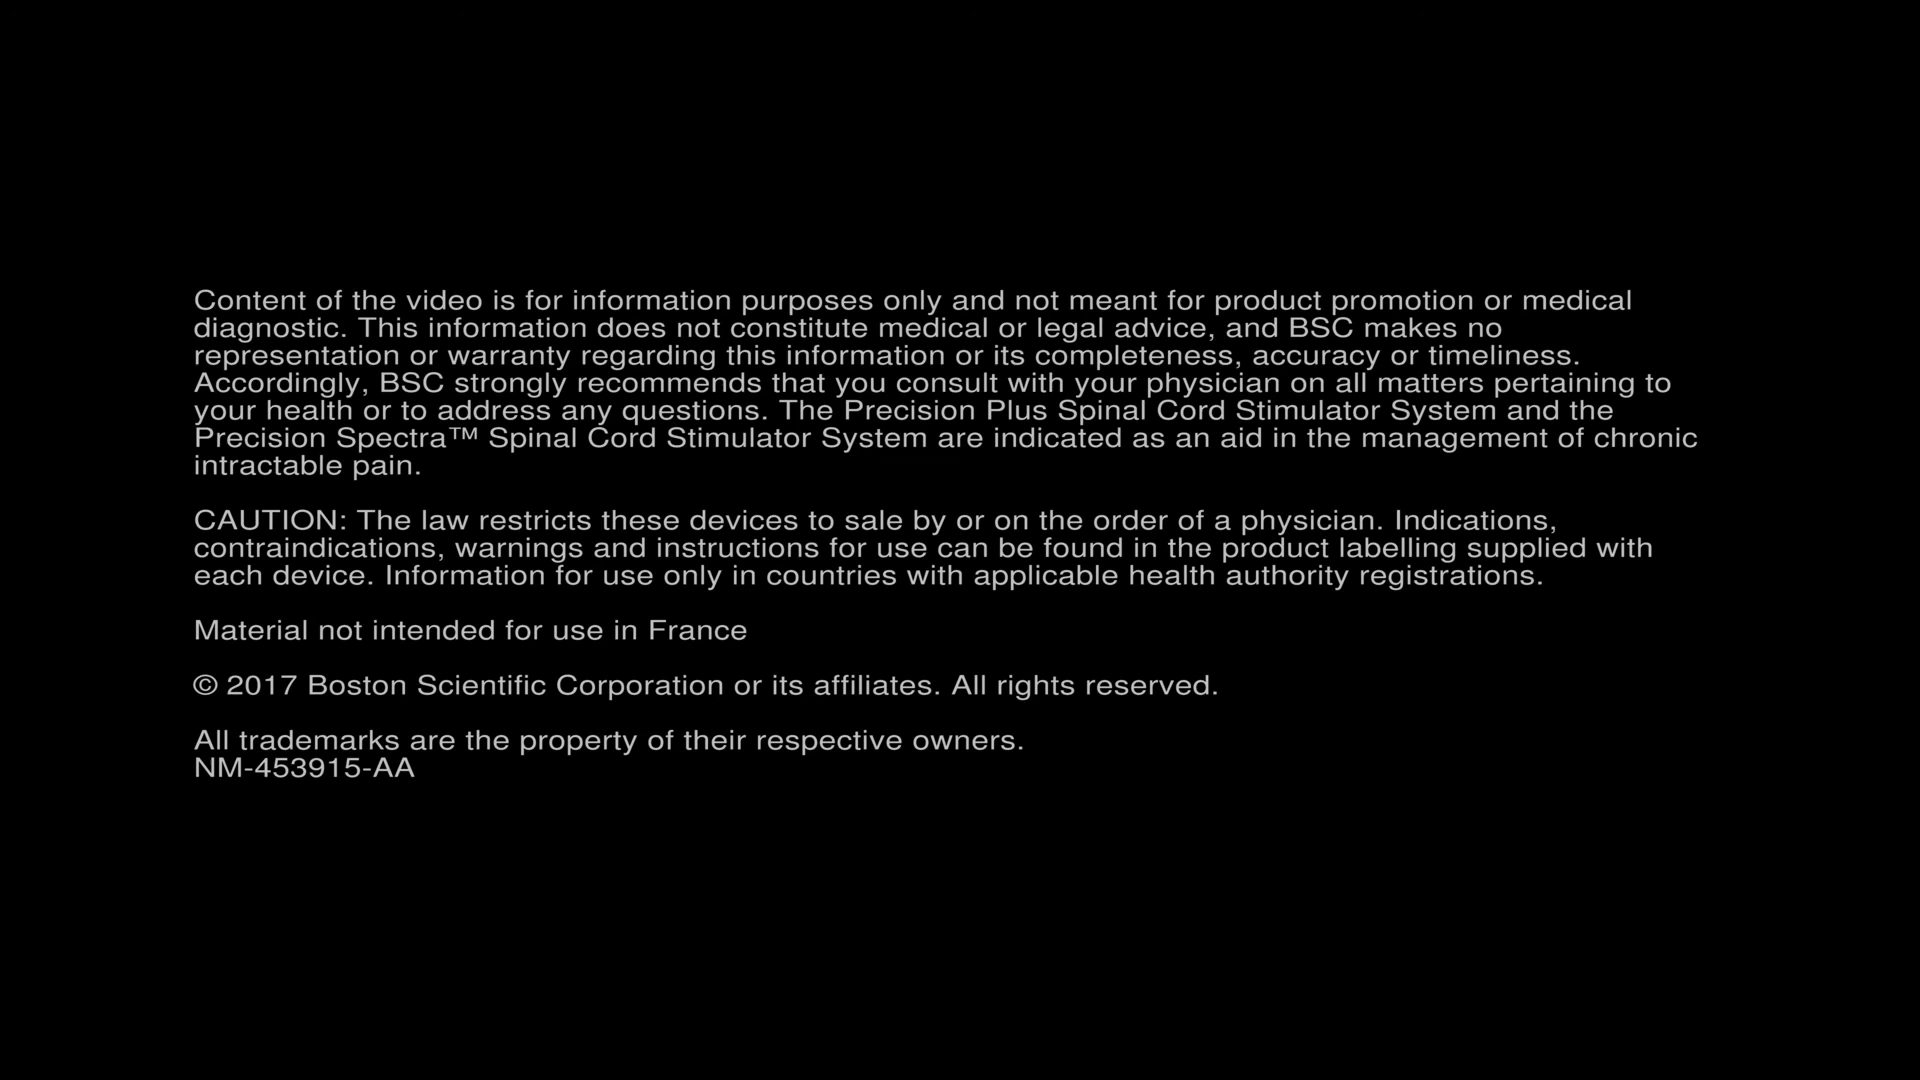 Content of the video is for information purposes only and not meant for product promotion or medical
diagnostic. This information does not constitute medical or legal advice, and BSC makes no
representation or warranty regarding this information or its completeness, accuracy or timeliness.
Accordingly, BSC strongly recommends that you consult with your physician on all matters pertaining to
your health or to address any questions. The Precision Plus Spinal Cord Stimulator System and the
Precision Spectra™ Spinal Cord Stimulator System are indicated as an aid in the management of chronic
intractable pain.
CAUTION: The law restricts these devices to sale by or on the order of a physician. Indications,
contraindications, warnings and instructions for use can be found in the product labelling supplied with
each device. Information for use only in countries with applicable health authority registrations.
Material not intended for use in France
© 2017 Boston Scientific Corporation or its affiliates. All rights reserved.
All trademarks are the property of their respective owners.
NM-453915-AA